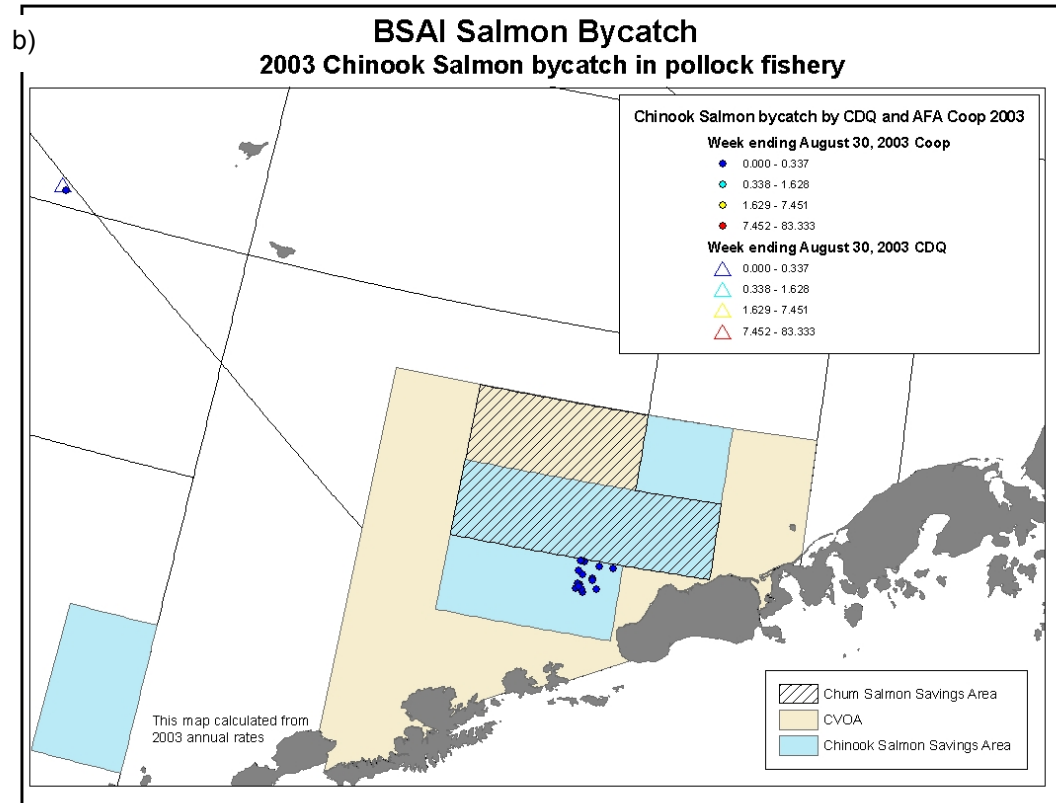 b)
BSAI Salmon Bycatch
2003 Chinook Salmon bycatch in pollock fishery
Chinook Salmon bycatch by CDQ and AFA Coop 2003
Week ending August 30, 2003 Coop
0.000 - 0.337
0.338 - 1.628
1.629 - 7.451
7.452 - 83.333
Week ending August 30, 2003 CDQ
0.000 - 0.337
0.338 - 1.628
1.629 - 7.451
7.452 - 83.333
This map calculated from
2003 annual rates
Chum Salmon Savings Area
CVOA
Chinook Salmon Savings Area